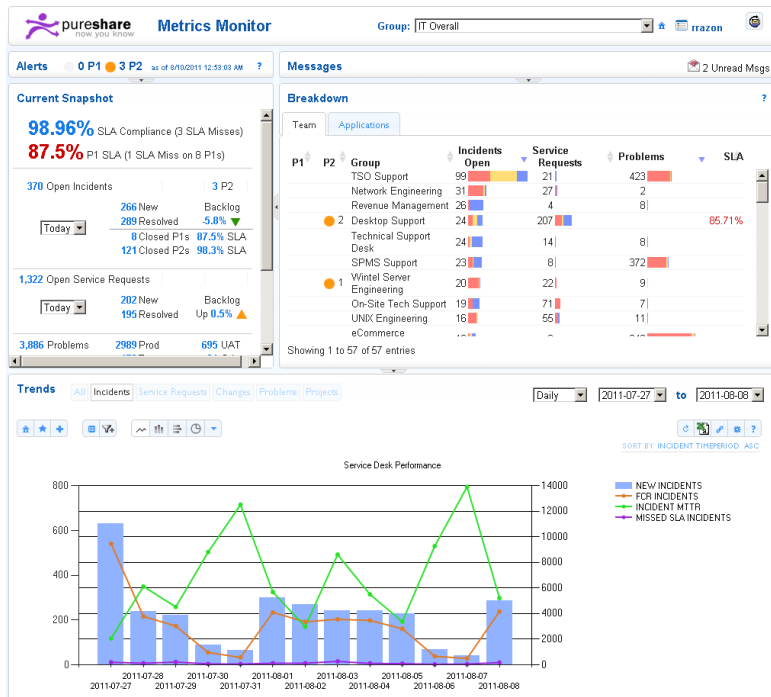 pureshare
now you know
Metrics Monitor
Group: IT Overall
rrazon
Alerts 0 P1 3 P2 as of 8/10/2011 12:53:03 AM ?
Messages
2 Unread Msgs
Current Snapshot
98.96% SLA Compliance (3 SLA Misses)
87.5% P1 SLA (1 SLA Miss on 8 P1s)
370 Open Incidents 3 P2
Today
266 New Backlog
289 Resolved -5.8%
8 Closed P1s 87.5% SLA
121 Closed P2s 98.3% SLA
1,322 Open Service Requests
Today
202 New Backlog
195 Resolved Up 0.5%
3,886 Problems 2989 Prod 695 UAT
Breakdown ?
Team Applications
P1 P2 Group Incidents Open Service Requests Problems SLA
TSO Support 99 21 423
Network Engineering 31 27 2
Revenue Management 26 4 8
2 Desktop Support 24 207 85.71%
Technical Support Desk 24 14 8
SPMS Support 23 8 372
1 Wintel Server Engineering 20 22 9
On-Site Tech Support 19 71 7
UNIX Engineering 16 55 11
eCommerce
Showing 1 to 57 of 57 entries
Trends All Incidents Service Requests Changes Problems Projects
Daily 2011-07-27 to 2011-08-08
?
SORT BY INCIDENT TIMEPERIOD ASC
Service Desk Performance
NEW INCIDENTS
FCR INCIDENTS
INCIDENT MTTR
MISSED SLA INCIDENTS
800 14000
12000
600
10000
8000
400
6000
4000
200
2000
0 0
2011-07-28 2011-07-30 2011-08-01 2011-08-03 2011-08-05 2011-08-07
2011-07-27 2011-07-29 2011-07-31 2011-08-02 2011-08-04 2011-08-06 2011-08-08